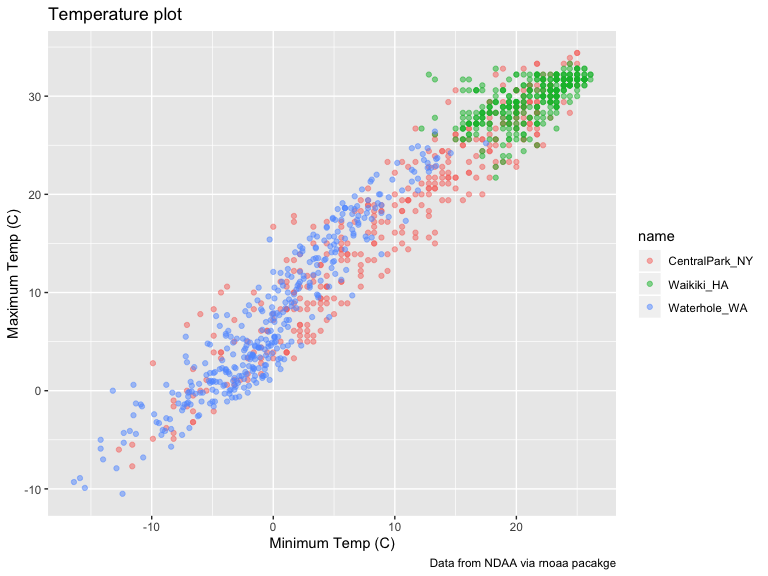 Temperature plot
30
20
10
0
-10
-10 0 10 20
Maximum Temp (C)
Minimum Temp (C)
name
CentralPark_NY
Waikiki_HA
Waterhole_WA
Data from NDAA via rnoaa pacakge